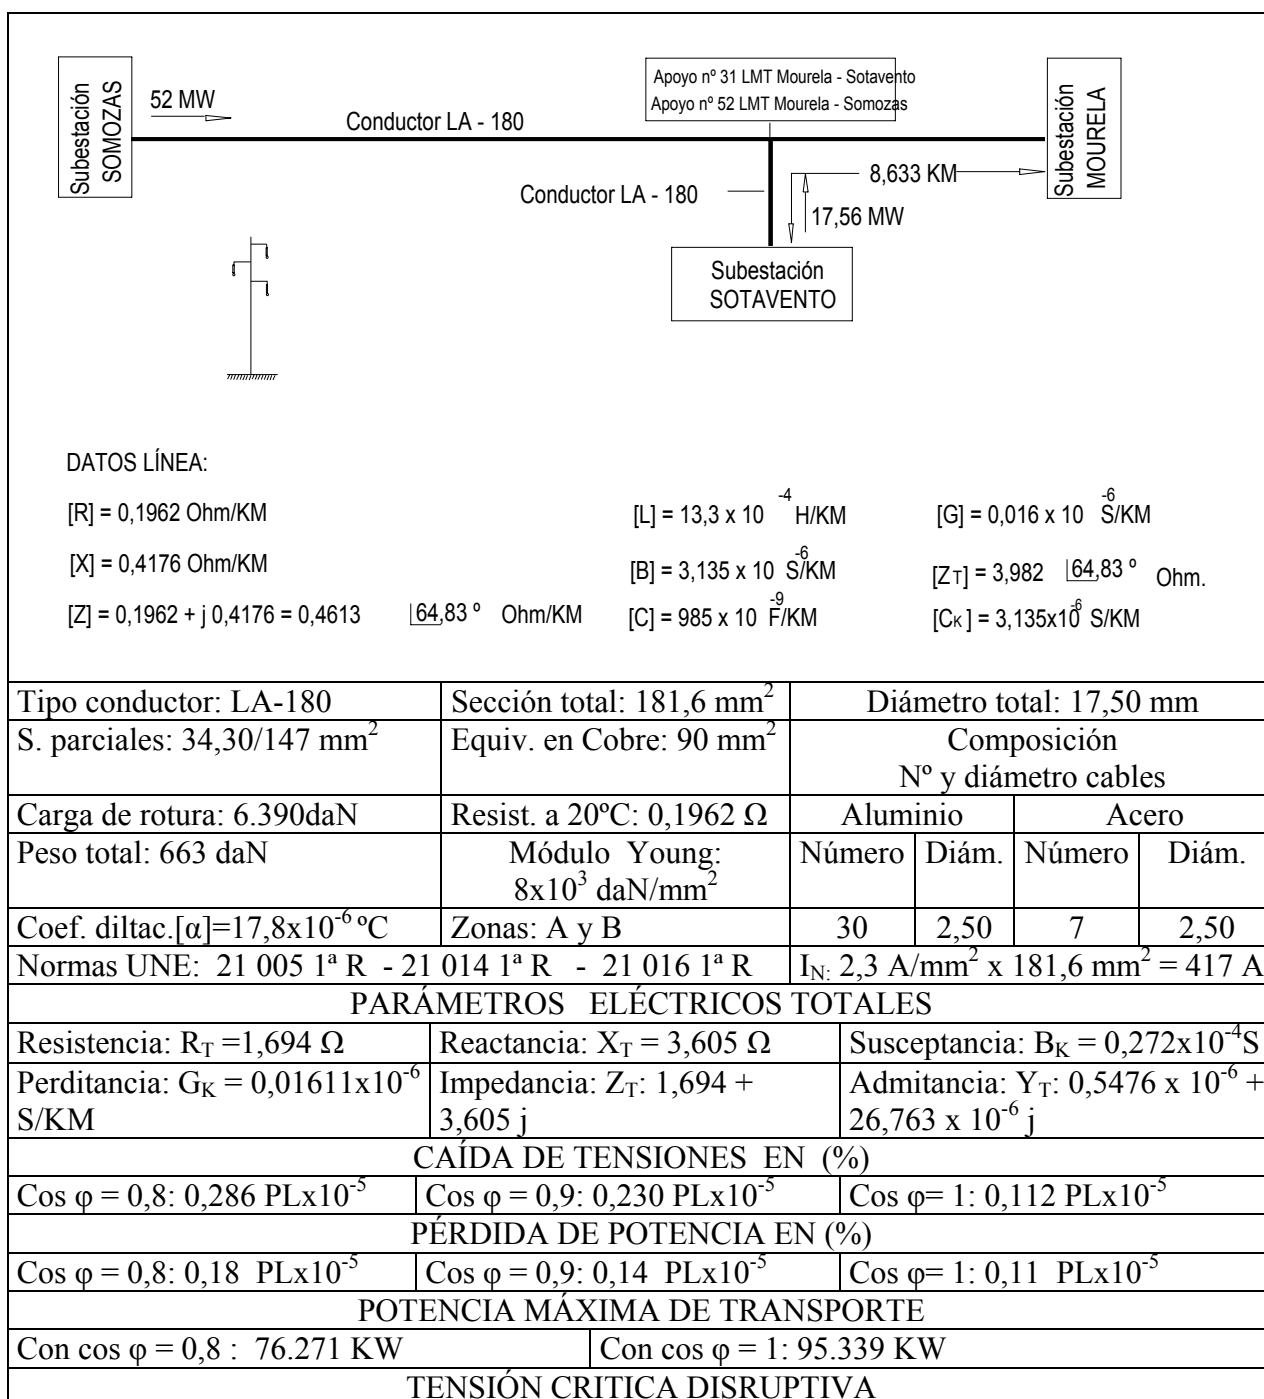 Subestación
SOMOZAS
52 MW
Conductor LA - 180
Apoyo nº 31 LMT Mourela - Sotavento
Apoyo nº 52 LMT Mourela - Somozas
Subestación
MOURELA
8,633 KM
Conductor LA - 180
17,56 MW
Subestación
SOTAVENTO
DATOS LÍNEA:
[R] = 0,1962 Ohm/KM
[L] = 13,3 x 10 -4 H/KM
[G] = 0,016 x 10 -6 S/KM
[X] = 0,4176 Ohm/KM
[B] = 3,135 x 10 -6 S/KM
[ZT] = 3,982 64,83 º Ohm.
[Z] = 0,1962 + j 0,4176 = 0,4613 64,83 º Ohm/KM
[C] = 985 x 10 -9 F/KM
[CK] = 3,135x10 -6 S/KM
Tipo conductor: LA-180
Sección total: 181,6 mm2
Diámetro total: 17,50 mm
S. parciales: 34,30/147 mm2
Equiv. en Cobre: 90 mm2
Composición
Nº y diámetro cables
Carga de rotura: 6.390daN
Resist. a 20ºC: 0,1962 Ω
Aluminio
Acero
Peso total: 663 daN
Módulo Young:
8x103 daN/mm2
Número
Diám.
Número
Diám.
Coef. diltac.[α]=17,8x10-6 ºC
Zonas: A y B
30
2,50
7
2,50
Normas UNE: 21 005 1ª R - 21 014 1ª R - 21 016 1ª R
IN: 2,3 A/mm2 x 181,6 mm2 = 417 A
PARÁMETROS ELÉCTRICOS TOTALES
Resistencia: RT =1,694 Ω
Reactancia: XT = 3,605 Ω
Susceptancia: BK = 0,272x10-4S
Perditancia: GK = 0,01611x10-6
S/KM
Impedancia: ZT: 1,694 +
3,605 j
Admitancia: YT: 0,5476 x 10-6 +
26,763 x 10-6 j
CAÍDA DE TENSIONES EN (%)
Cos φ = 0,8: 0,286 PLx10-5
Cos φ = 0,9: 0,230 PLx10-5
Cos φ= 1: 0,112 PLx10-5
PÉRDIDA DE POTENCIA EN (%)
Cos φ = 0,8: 0,18 PLx10-5
Cos φ = 0,9: 0,14 PLx10-5
Cos φ= 1: 0,11 PLx10-5
POTENCIA MÁXIMA DE TRANSPORTE
Con cos φ = 0,8 : 76.271 KW
Con cos φ = 1: 95.339 KW
TENSIÓN CRITICA DISRUPTIVA